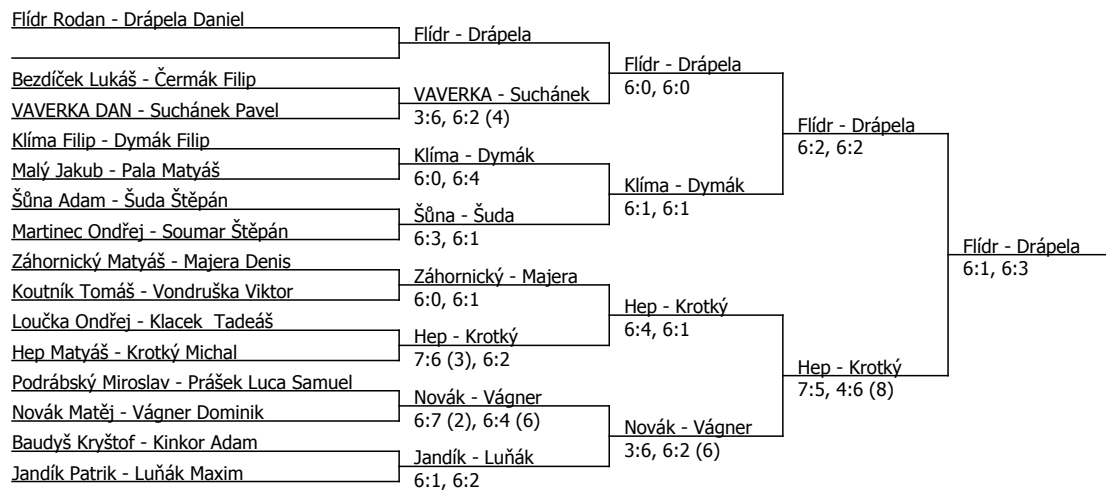 Flídr Rodan - Drápela Daniel
Bezdíček Lukáš - Čermák Filip
VAVERKA DAN - Suchánek Pavel
Klíma Filip - Dymák Filip
Malý Jakub - Pala Matyáš
Šůna Adam - Šuda Štěpán
Martinec Ondřej - Soumar Štěpán
Záhornický Matyáš - Majera Denis
Koutník Tomáš - Vondruška Viktor
Loučka Ondřej - Klacek  Tadeáš
Hep Matyáš - Krotký Michal
Podrábský Miroslav - Prášek Luca Samuel
Novák Matěj - Vágner Dominik
Baudyš Kryštof - Kinkor Adam
Jandík Patrik - Luňák Maxim
Flídr - Drápela
VAVERKA - Suchánek
3:6, 6:2 (4)
Klíma - Dymák
6:0, 6:4
Šůna - Šuda
6:3, 6:1
Záhornický - Majera
6:0, 6:1
Hep - Krotký
7:6 (3), 6:2
Novák - Vágner
6:7 (2), 6:4 (6)
Jandík - Luňák
6:1, 6:2
Flídr - Drápela
6:0, 6:0
Klíma - Dymák
6:1, 6:1
Hep - Krotký
6:4, 6:1
Novák - Vágner
3:6, 6:2 (6)
Flídr - Drápela
6:2, 6:2
Hep - Krotký
7:5, 4:6 (8)
Flídr - Drápela
6:1, 6:3